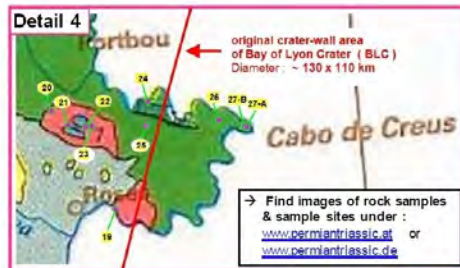 Detail 4
Portbou
original crater-wall area
of Bay of Lyon Crater ( BLC )
Diameter : ~ 130 x 110 km
24
20
21
22
26
27-B
27-A
Cabo de Creus
23
25
Roses
19
→ Find images of rock samples
& sample sites under :
www.permiantriassic.at or
www.permiantriassic.de